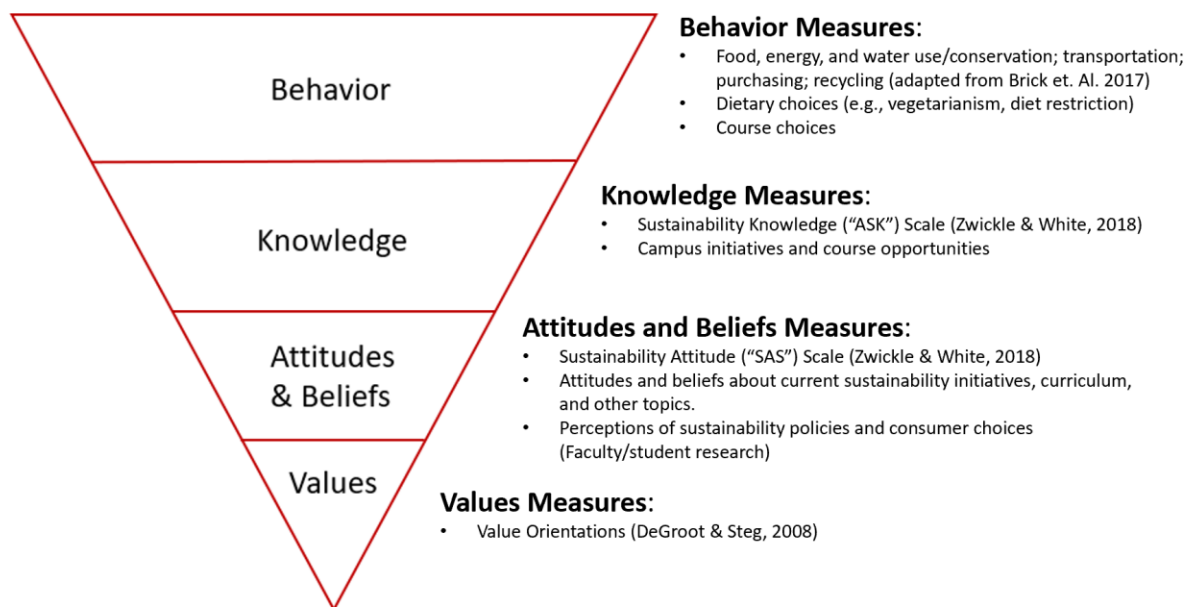 Behavior
Behavior Measures:
• Food, energy, and water use/conservation; transportation;
purchasing; recycling (adapted from Brick et. Al. 2017)
• Dietary choices (e.g., vegetarianism, diet restriction)
• Course choices
Knowledge
Knowledge Measures:
• Sustainability Knowledge (“ASK”) Scale (Zwickle & White, 2018)
• Campus initiatives and course opportunities
Attitudes
& Beliefs
Attitudes and Beliefs Measures:
• Sustainability Attitude (“SAS”) Scale (Zwickle & White, 2018)
• Attitudes and beliefs about current sustainability initiatives, curriculum,
and other topics.
• Perceptions of sustainability policies and consumer choices
(Faculty/student research)
Values
Values Measures:
• Value Orientations (DeGroot & Steg, 2008)